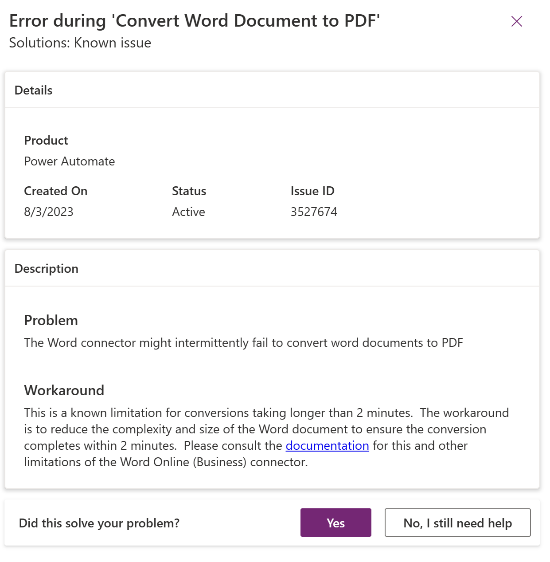 Error during 'Convert Word Document to PDF'
Solutions: Known issue
Details
Product
Power Automate
Created On Status Issue ID
8/3/2023 Active 3527674
Description
Problem
The Word connector might intermittently fail to convert word documents to PDF
Workaround
This is a known limitation for conversions taking longer than 2 minutes.  The workaround
is to reduce the complexity and size of the Word document to ensure the conversion
completes within 2 minutes.  Please consult the documentation for this and other
limitations of the Word Online (Business) connector.
Did this solve your problem? Yes No, I still need help